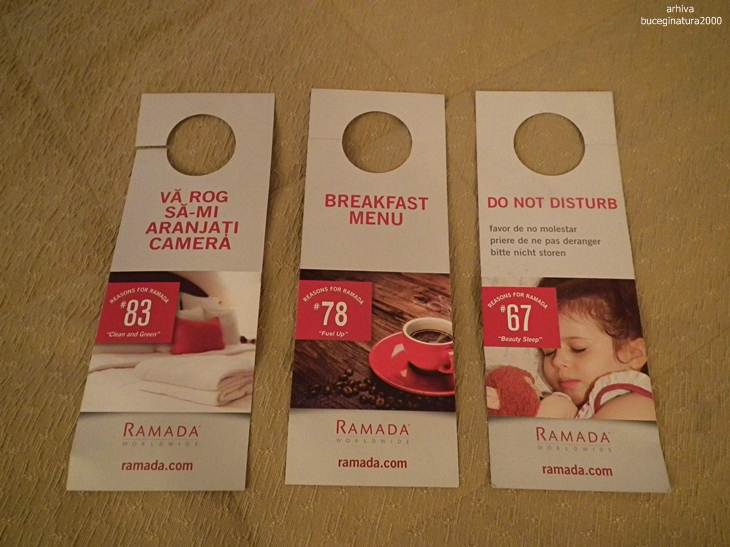 arhiva
buceginatura2000
VĂ ROG
SĂ-MI
ARANJAȚI
CAMERA
REASONS FOR RAMADA
#83
"Clean and Green"
RAMADA
WORLDWIDE
ramada.com
BREAKFAST
MENU
REASONS FOR RAMADA
#78
"Fuel Up"
RAMADA
WORLDWIDE
ramada.com
DO NOT DISTURB
favor de no molestar
priere de ne pas deranger
bitte nicht storen
REASONS FOR RAMADA
#67
"Beauty Sleep"
RAMADA
WORLDWIDE
ramada.com